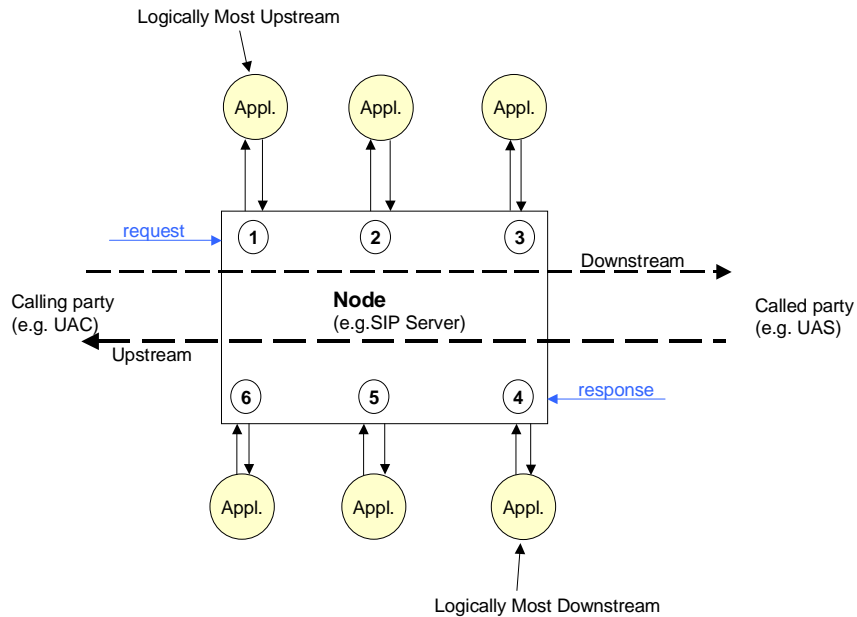 Logically Most Upstream
Appl.
Appl.
Appl.
request
1
2
3
Downstream
Calling party
(e.g. UAC)
Node
(e.g.SIP Server)
Called party
(e.g. UAS)
Upstream
6
5
4
response
Appl.
Appl.
Appl.
Logically Most Downstream